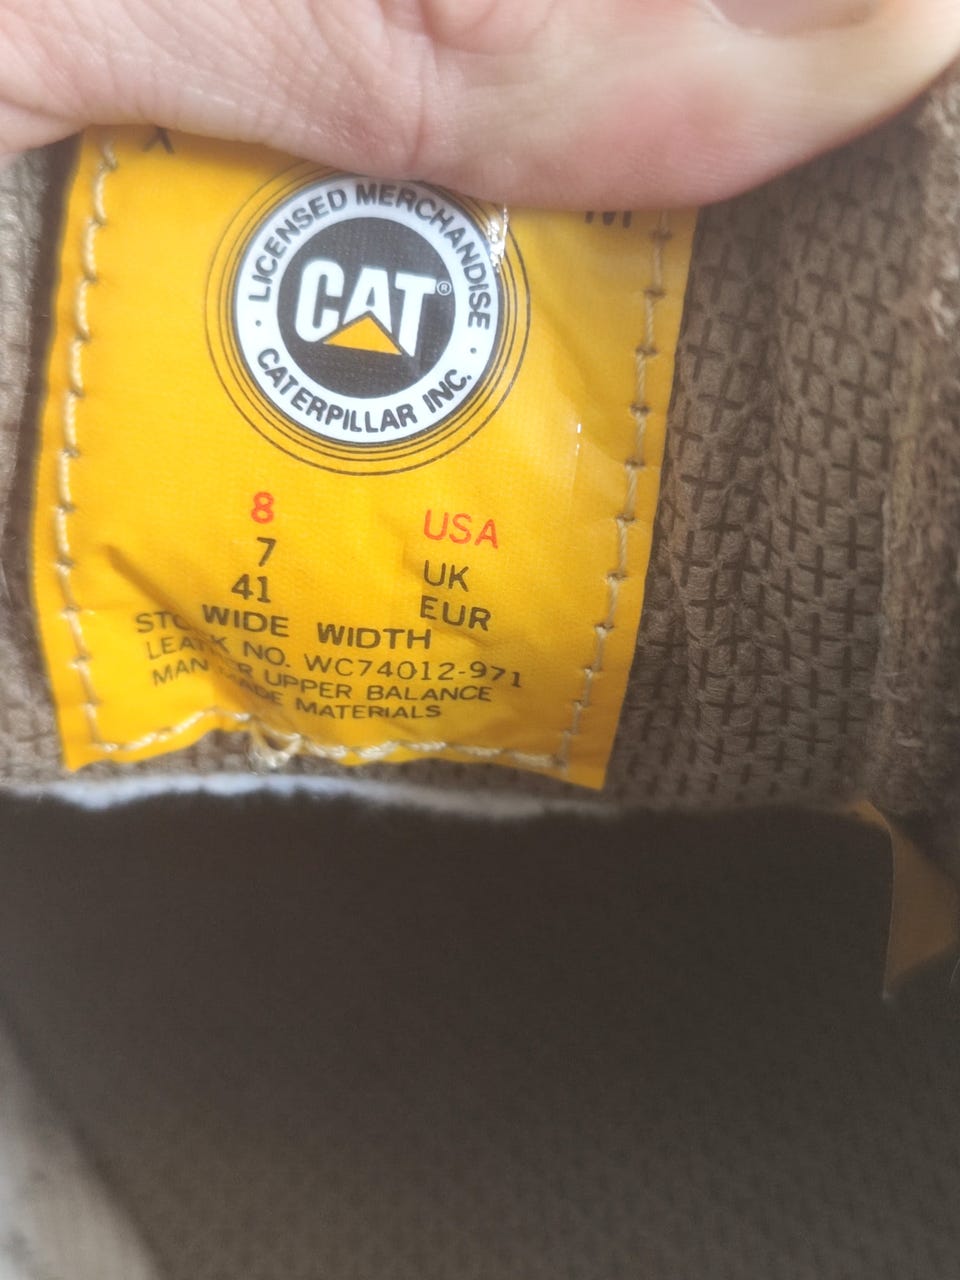 LICENSED MERCHANDISE
CAT®
CATERPILLAR INC.
8 USA
7 UK
41 EUR
WIDE WIDTH
NO. WC74012-971
UPPER BALANCE
MATERIALS